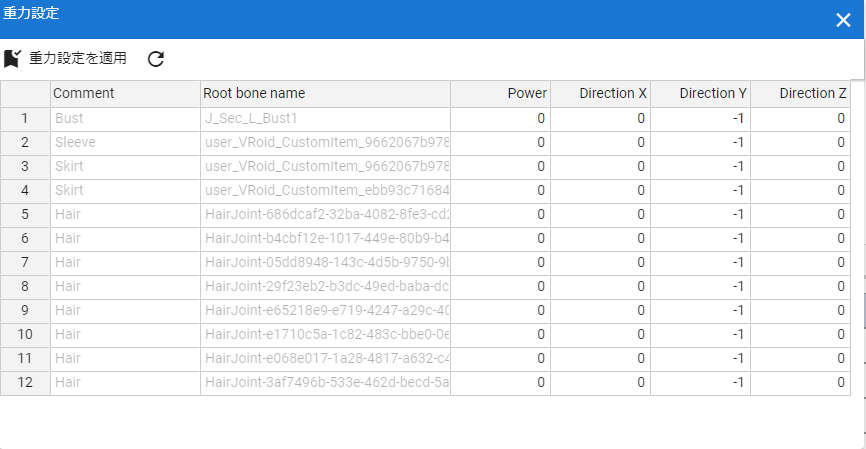 重力設定
重力設定を適用
Comment Root bone name Power Direction X Direction Y Direction Z
1 Bust J_Sec_L_Bust1 0 0 -1 0
2 Sleeve user_VRoid_CustomItem_9662067b978 0 0 -1 0
3 Skirt user_VRoid_CustomItem_9662067b978 0 0 -1 0
4 Skirt user_VRoid_CustomItem_ebb93c71684 0 0 -1 0
5 Hair HairJoint-686dcaf2-32ba-4082-8fe3-cd2 0 0 -1 0
6 Hair HairJoint-b4cbf12e-1017-449e-80b9-b4 0 0 -1 0
7 Hair HairJoint-05dd8948-143c-4d5b-9750-9b 0 0 -1 0
8 Hair HairJoint-29f23eb2-b3dc-49ed-baba-dc 0 0 -1 0
9 Hair HairJoint-e65218e9-e719-4247-a29c-40 0 0 -1 0
10 Hair HairJoint-e1710c5a-1c82-483c-bbe0-0e 0 0 -1 0
11 Hair HairJoint-e068e017-1a28-4817-a632-c4 0 0 -1 0
12 Hair HairJoint-3af7496b-533e-462d-becd-5a 0 0 -1 0